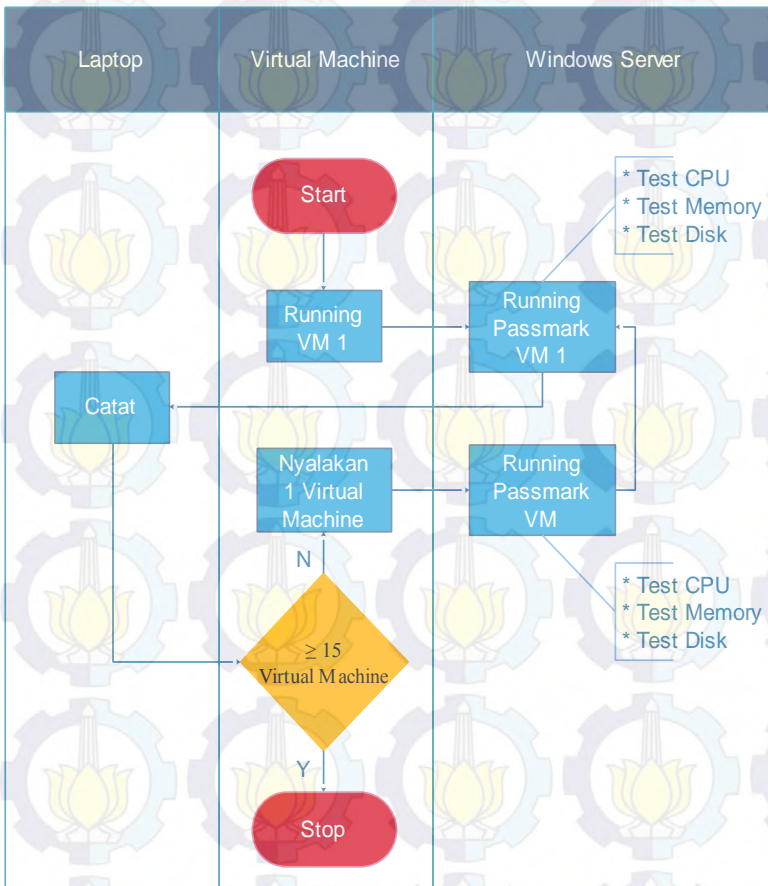 Laptop
Virtual Machine
Windows Server
Start
* Test CPU
* Test Memory
* Test Disk
Running
VM 1
Running
Passmark
VM 1
Catat
Nyalakan
1 Virtual
Machine
Running
Passmark
VM
N
* Test CPU
* Test Memory
* Test Disk
≥ 15
Virtual Machine
Y
Stop